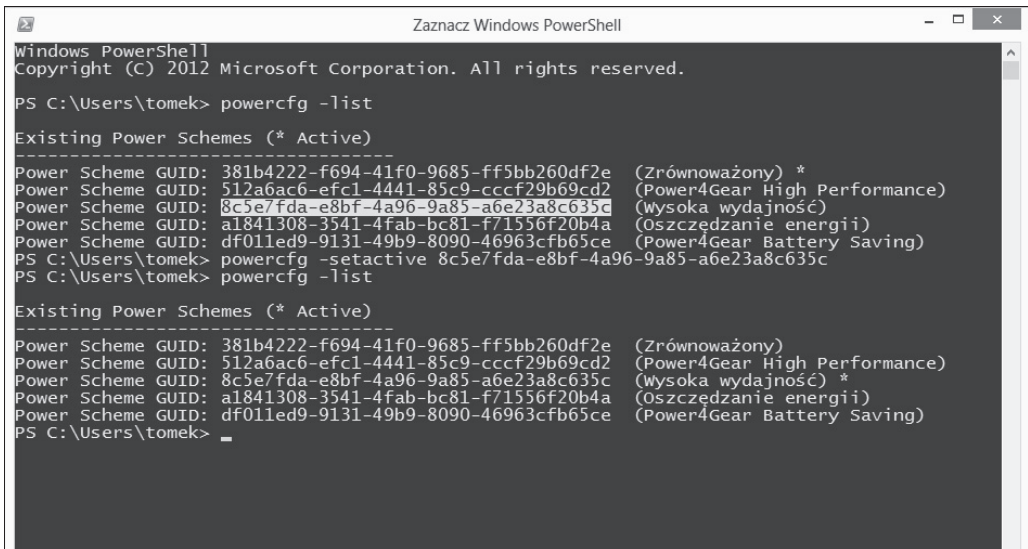 Zaznacz Windows PowerShell
Windows PowerShell
Copyright (C) 2012 Microsoft Corporation. All rights reserved.
PS C:\Users\tomek> powercfg -list
Existing Power Schemes (* Active)
-----------------------------------
Power Scheme GUID: 381b4222-f694-41f0-9685-ff5bb260df2e (Zrównoważony) *
Power Scheme GUID: 512a6ac6-efc1-4441-85c9-cccf29b69cd2 (Power4Gear High Performance)
Power Scheme GUID: 8c5e7fda-e8bf-4a96-9a85-a6e23a8c635c (Wysoka wydajność)
Power Scheme GUID: a1841308-3541-4fab-bc81-f71556f20b4a (Oszczędzanie energii)
Power Scheme GUID: df011ed9-9131-49b9-8090-46963cfb65ce (Power4Gear Battery Saving)
PS C:\Users\tomek> powercfg -setactive 8c5e7fda-e8bf-4a96-9a85-a6e23a8c635c
PS C:\Users\tomek> powercfg -list
Existing Power Schemes (* Active)
-----------------------------------
Power Scheme GUID: 381b4222-f694-41f0-9685-ff5bb260df2e (Zrównoważony)
Power Scheme GUID: 512a6ac6-efc1-4441-85c9-cccf29b69cd2 (Power4Gear High Performance)
Power Scheme GUID: 8c5e7fda-e8bf-4a96-9a85-a6e23a8c635c (Wysoka wydajność) *
Power Scheme GUID: a1841308-3541-4fab-bc81-f71556f20b4a (Oszczędzanie energii)
Power Scheme GUID: df011ed9-9131-49b9-8090-46963cfb65ce (Power4Gear Battery Saving)
PS C:\Users\tomek> _